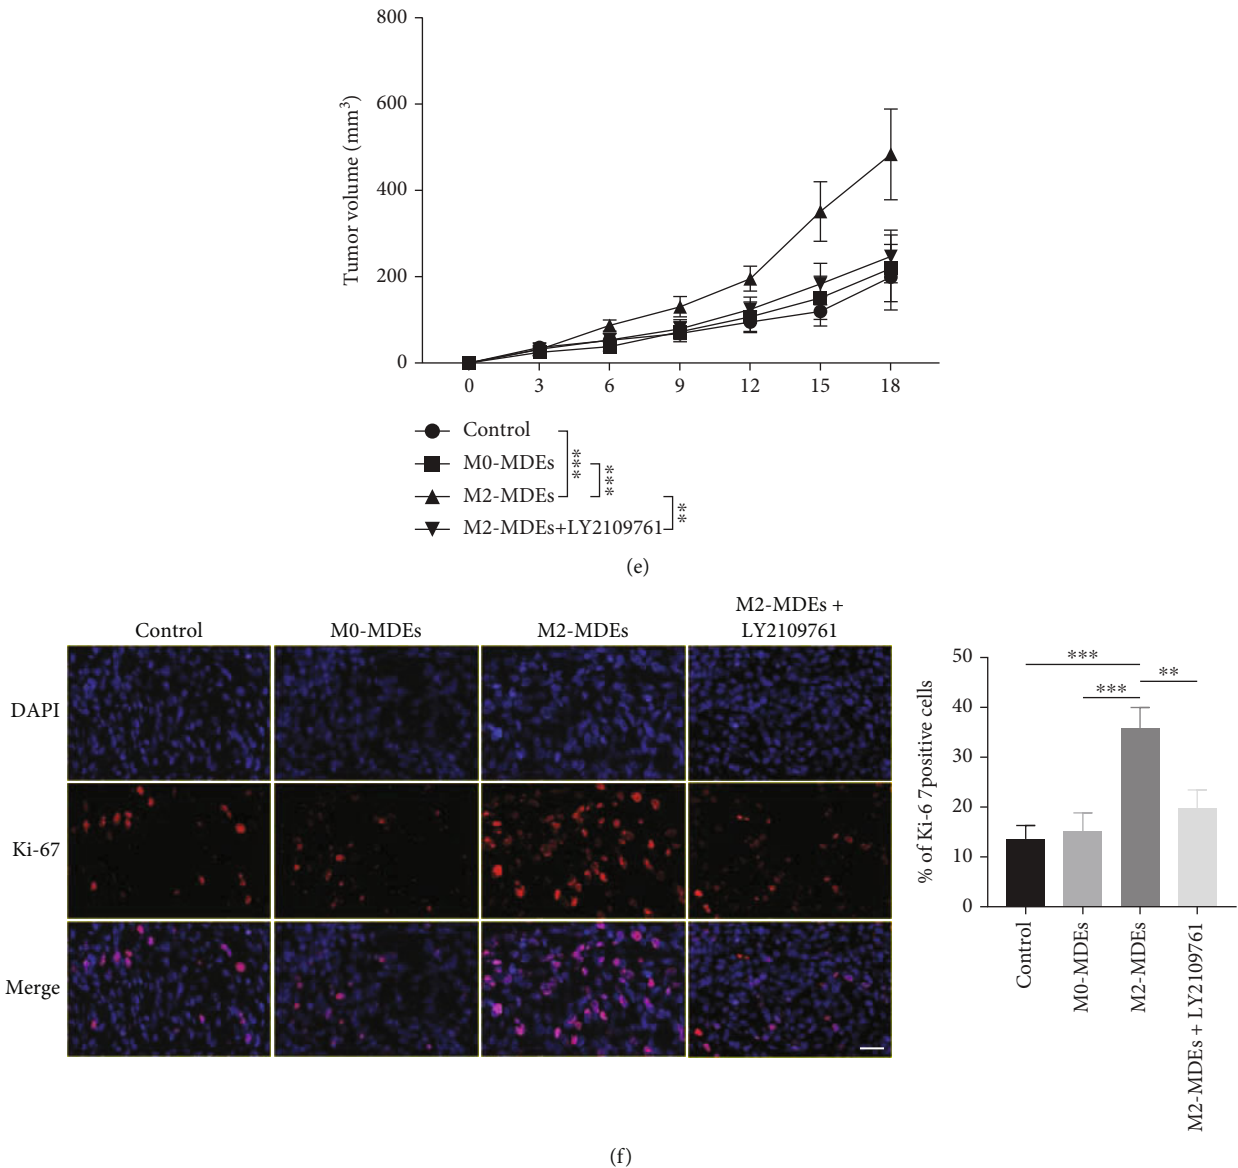 800
600
400
200
0
Tumor volume (mm³)
0 3 6 9 12 15 18
Control
M0-MDEs
M2-MDEs
M2-MDEs+LY2109761
***
***
**
(e)
Control M0-MDEs M2-MDEs M2-MDEs +
LY2109761
DAPI
Ki-67
Merge
50
40
30
20
10
0
% of Ki-6 7positive cells
***
***
**
Control
M0-MDEs
M2-MDEs
M2-MDEs + LY2109761
(f)